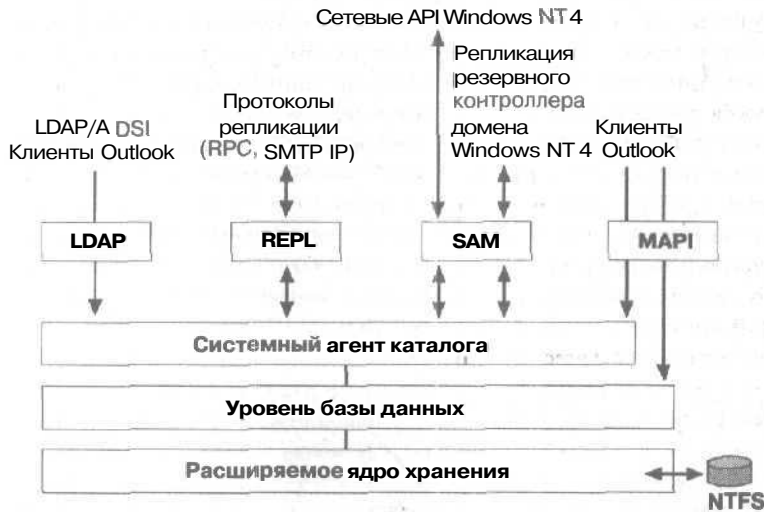 Сетевые API Windows NT 4
Репликация
резервного
контроллера
домена
Windows NT 4
Протоколы
репликации
(RPC, SMTP IP)
LDAP/A DSI
Клиенты Outlook
Клиенты
Outlook
LDAP
REPL
SAM
MAPI
Системный агент каталога
Уровень базы данных
Расширяемое ядро хранения
NTFS